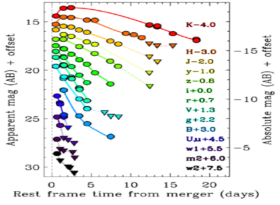 K-4.0
H-3.0
J-2.0
y-1.0
z-0.6
i+0.0
r+0.7
V+1.3
g+2.2
B+3.0
Uu+4.5
w1+5.5
m2+6.0
w2+7.5
15
20
25
30
-15
-10
-5
0 5 10 15 20
Apparent mag (AB) + offset
Absolute mag (AB) + offset
Rest frame time from merger (days)